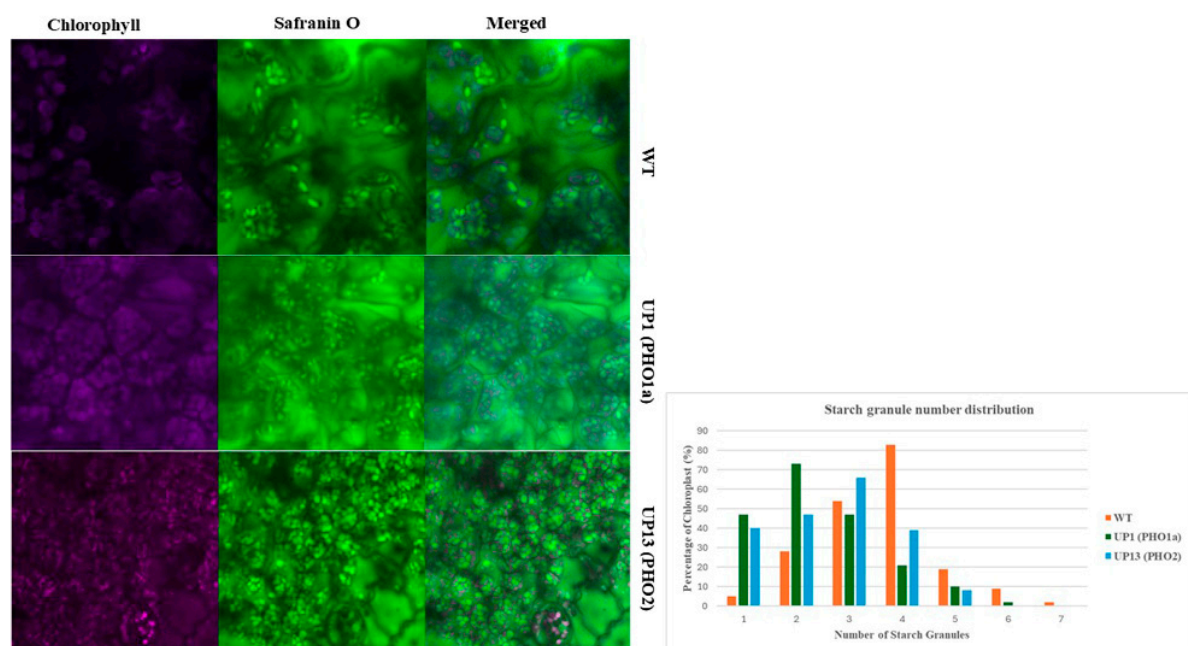 Chlorophyll Safranin O Merged
WT
UP1 (PHO1a)
UP13 (PHO2)
Starch granule number distribution
Percentage of Chloroplast (%)
90
80
70
60
50
40
30
20
10
0
1 2 3 4 5 6 7
Number of Starch Granules
WT
UP1 (PHO1a)
UP13 (PHO2)